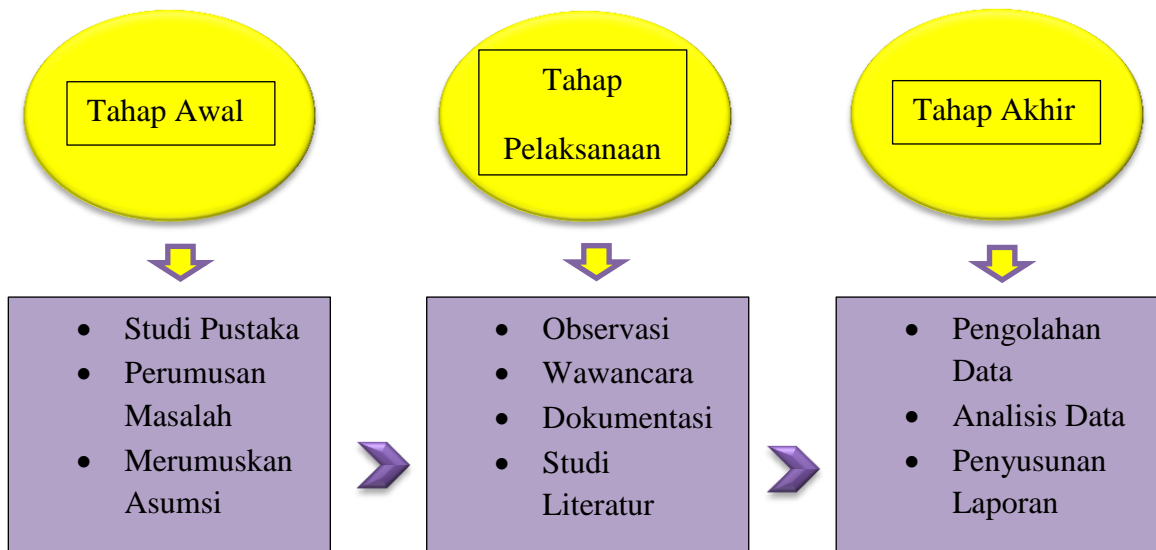 Tahap Awal
Tahap
Pelaksanaan
Tahap Akhir
• Studi Pustaka
• Perumusan
Masalah
• Merumuskan
Asumsi
• Observasi
• Wawancara
• Dokumentasi
• Studi
Literatur
• Pengolahan
Data
• Analisis Data
• Penyusunan
Laporan